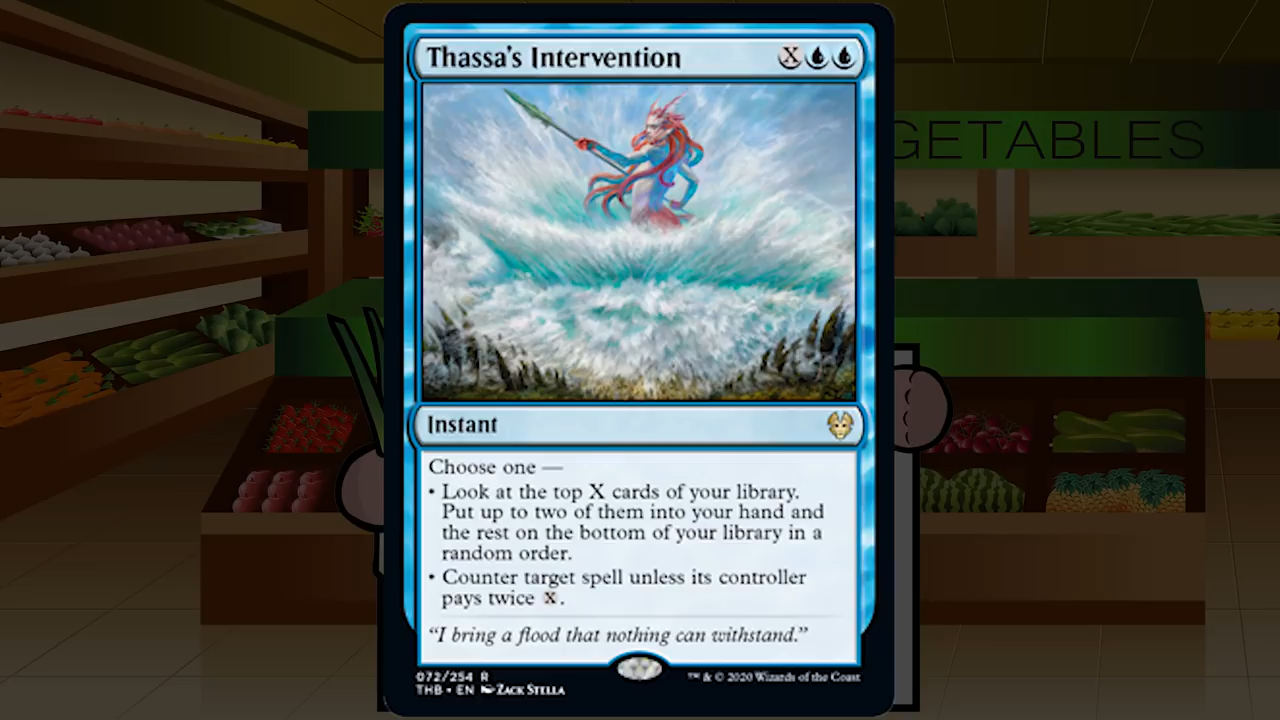 Thassa's Intervention X
GETABLES
Instant
Choose one —
• Look at the top X cards of your library.
Put up to two of them into your hand and
the rest on the bottom of your library in a
random order.
• Counter target spell unless its controller
pays twice X.
“I bring a flood that nothing can withstand.”
072/254 R
THB • EN Zack Stella
™ & © 2020 Wizards of the Coast